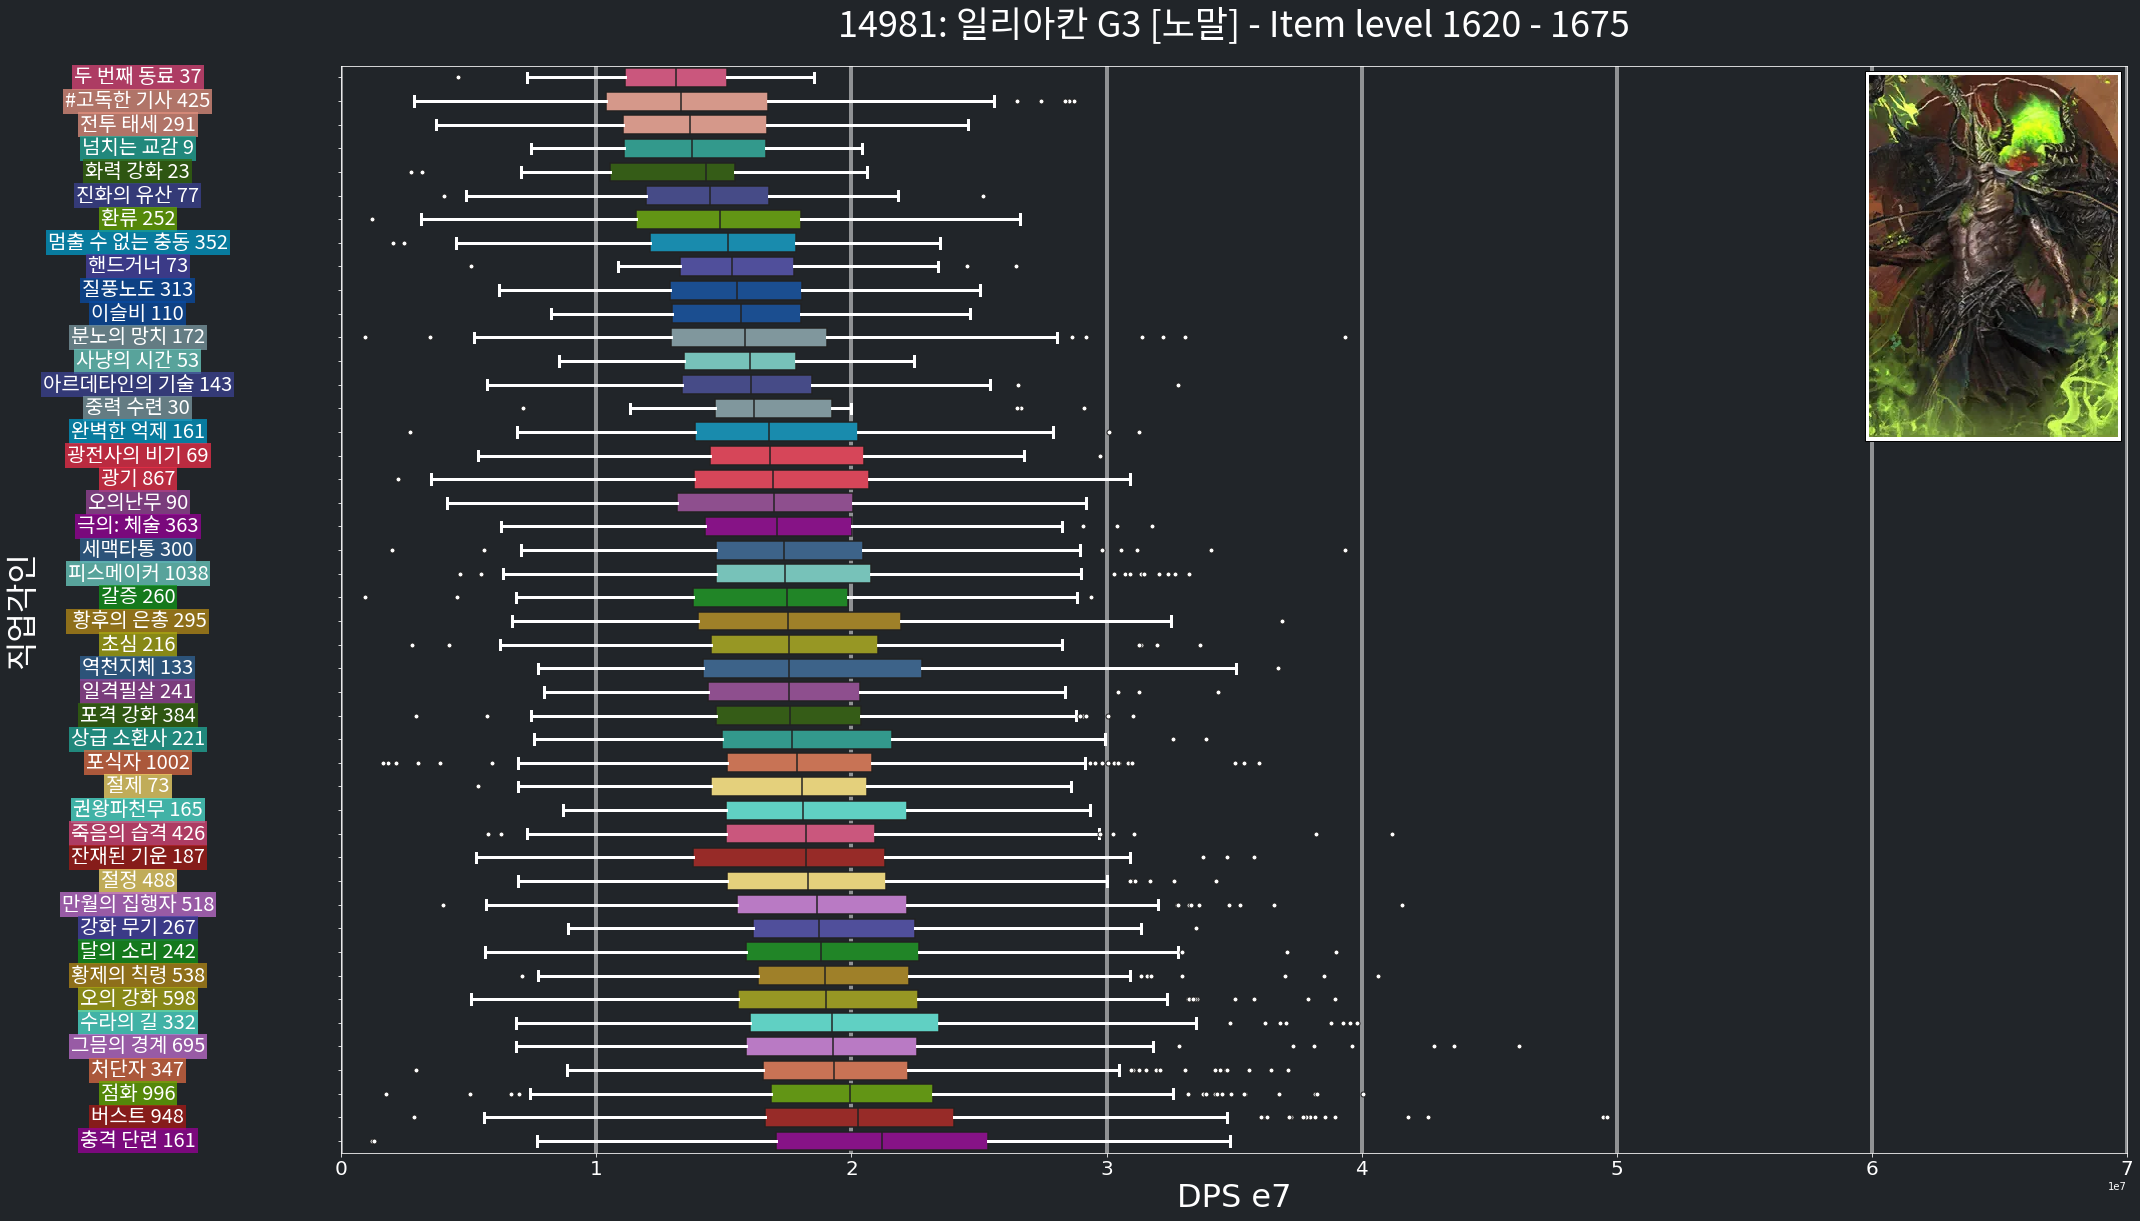 14981: 일리아칸 G3 [노말] - Item level 1620 - 1675
두 번째 동료 37
#고독한 기사 425
전투 태세 291
넘치는 교감 9
화력 강화 23
진화의 유산 77
환류 252
멈출 수 없는 충동 352
핸드거너 73
질풍노도 313
이슬비 110
분노의 망치 172
사냥의 시간 53
아르데타인의 기술 143
중력 수련 30
완벽한 억제 161
광전사의 비기 69
광기 867
오의난무 90
극의: 체술 363
세맥타통 300
피스메이커 1038
갈증 260
황후의 은총 295
초심 216
역천지체 133
일격필살 241
포격 강화 384
상급 소환사 221
포식자 1002
절제 73
권왕파천무 165
죽음의 습격 426
잔재된 기운 187
절정 488
만월의 집행자 518
강화 무기 267
달의 소리 242
황제의 칙령 538
오의 강화 598
수라의 길 332
그믐의 경계 695
처단자 347
점화 996
버스트 948
충격 단련 161
직업각인
0 1 2 3 4 5 6 7
DPS e7
1e7